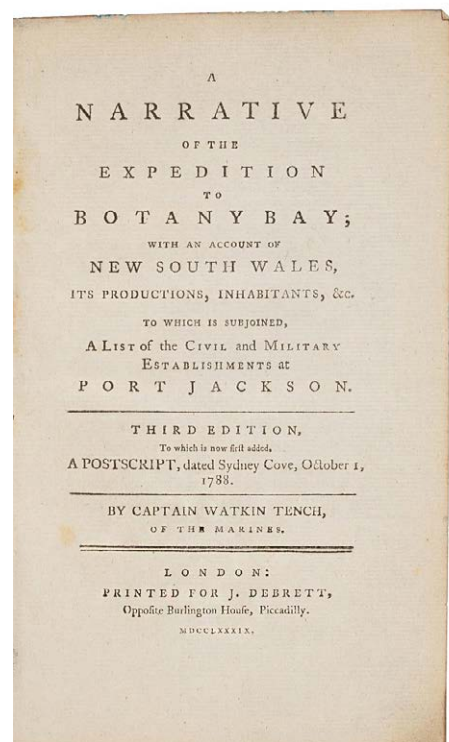 A
NARRATIVE
OF THE
EXPEDITION
TO
BOTANY BAY;
WITH AN ACCOUNT OF
NEW SOUTH WALES,
ITS PRODUCTIONS, INHABITANTS, &c.
TO WHICH IS SUBJOINED,
A LIST of the CIVIL and MILITARY
ESTABLISHMENTS at
PORT JACKSON.
THIRD EDITION,
To which is now firſt added,
A POSTSCRIPT, dated Sydney Cove, October 1,
1788.
BY CAPTAIN WATKIN TENCH,
OF THE MARINES.
LONDON:
PRINTED FOR J. DEBRETT,
Oppoſite Burlington Houſe, Piccadilly.
MDCCLXXXIX.